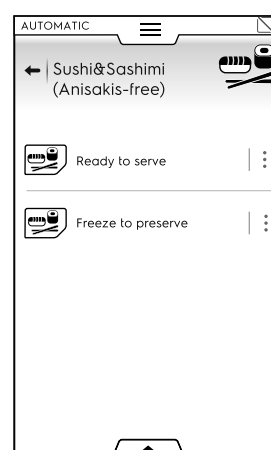 AUTOMATIC
Sushi&Sashimi
(Anisakis-free)
Ready to serve
Freeze to preserve